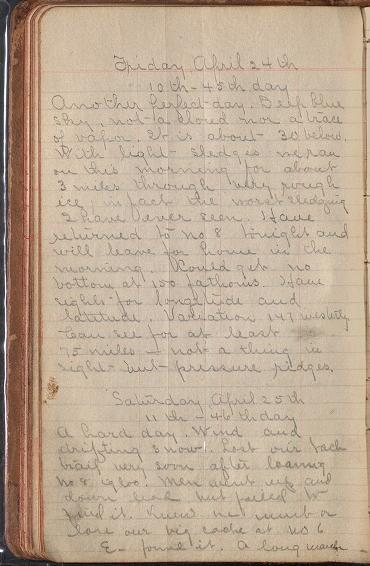 Friday April 24th
10th - 45th day
Another perfect day. Deep blue
sky, not a cloud nor a trace
of vapor. It is about 30 below.
With light sledges we ran
on this morning for about
3 miles through very rough
ice, in fact the worst sledging
I have ever seen. Have
returned to no 8 tonight and
will leave for home in the
morning. Could get no
bottom at 150 fathoms. Have
sights for longitude and
latitude. Variation 147 westerly
Can see for at least
75 miles - not a thing in
sight but pressure ridges.
Saturday April 25th
11th - 46th day
A hard day. Wind and
drifting snow. Lost our back
trail very soon after leaving
no 8 igloo. Men went up and
down lead but failed to
find it. Knew we must or
lose our big cache at no 6
E- found it. A long march